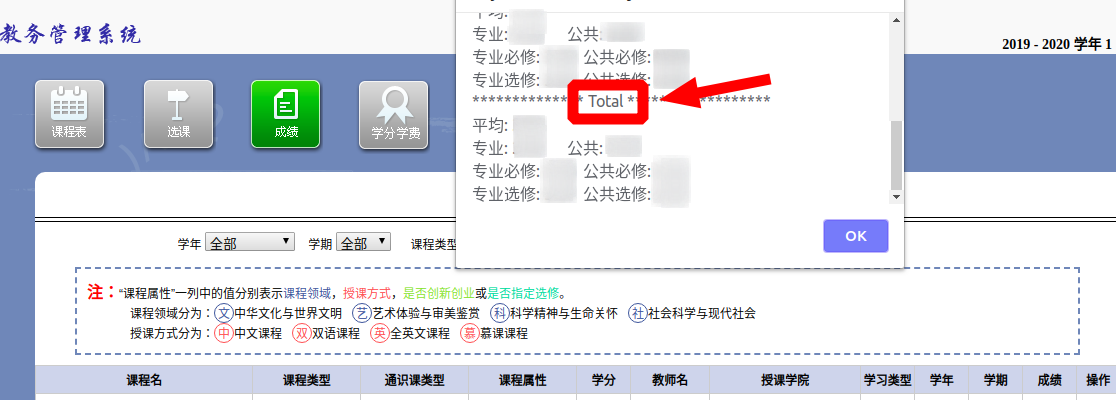 教务管理系统
2019 - 2020 学年 1
课程表
选课
成绩
学分学费
平均:
专业: 公共:
专业必修: 公共必修:
专业选修: 公共选修:
************** Total ******************
平均:
专业: 公共:
专业必修: 公共必修:
专业选修: 公共选修:
OK
学年 全部 学期 全部 课程类型
注：“课程属性”一列中的值分别表示课程领域，授课方式，是否创新创业或是否指定选修。
课程领域分为：文中华文化与世界文明 艺艺术体验与审美鉴赏 科科学精神与生命关怀 社社会科学与现代社会
授课方式分为：中中文课程 双双语课程 英全英文课程 慕慕课课程
课程名 课程类型 通识课类型 课程属性 学分 教师名 授课学院 学习类型 学年 学期 成绩 操作